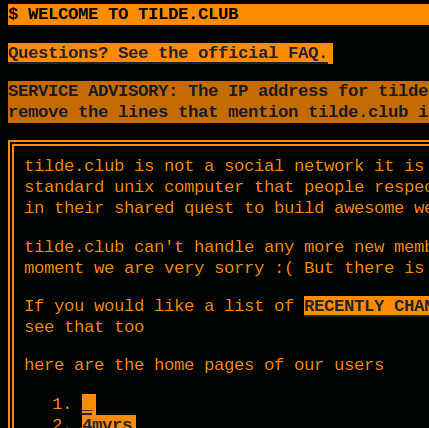 $ WELCOME TO TILDE.CLUB
Questions? See the official FAQ.
SERVICE ADVISORY: The IP address for tilde
remove the lines that mention tilde.club i
tilde.club is not a social network it is
standard unix computer that people respec
in their shared quest to build awesome we
tilde.club can't handle any more new memb
moment we are very sorry :( But there is
If you would like a list of RECENTLY CHAN
see that too
here are the home pages of our users
1. _
2. 4myrs